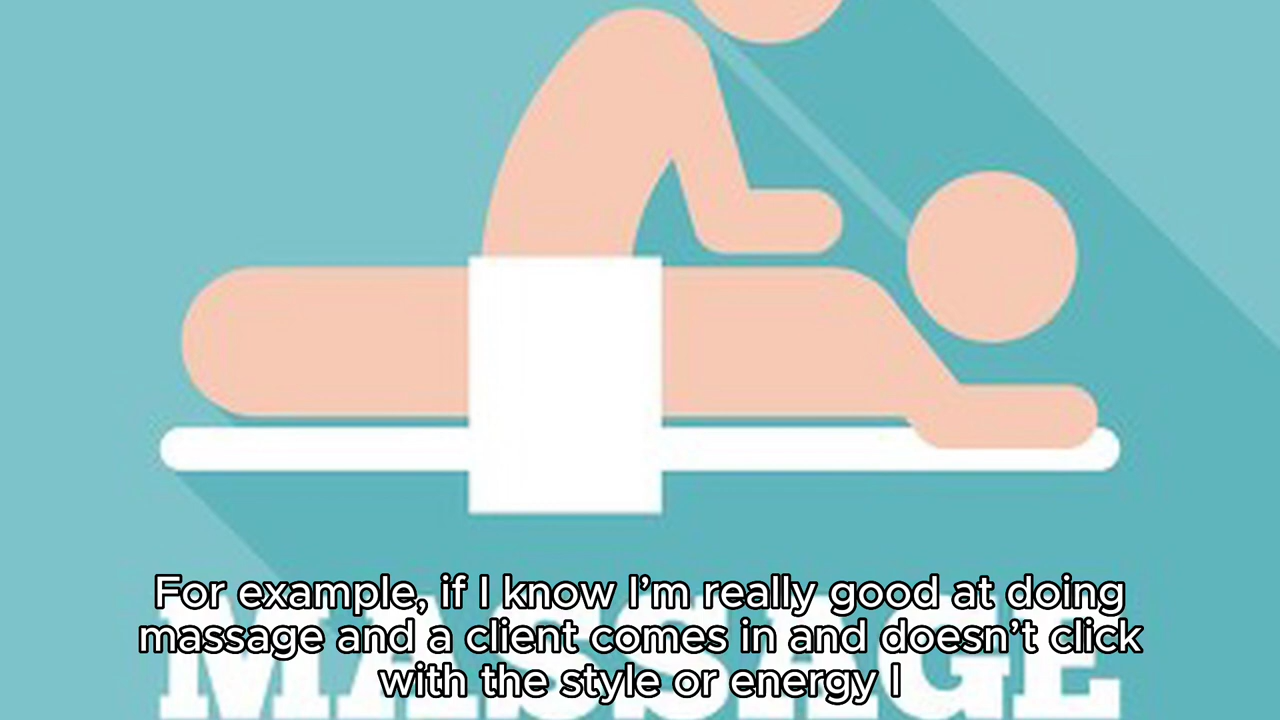 For example, if I know I’m really good at doing
massage and a client comes in and doesn’t click
with the style or energy I
MASSAGE